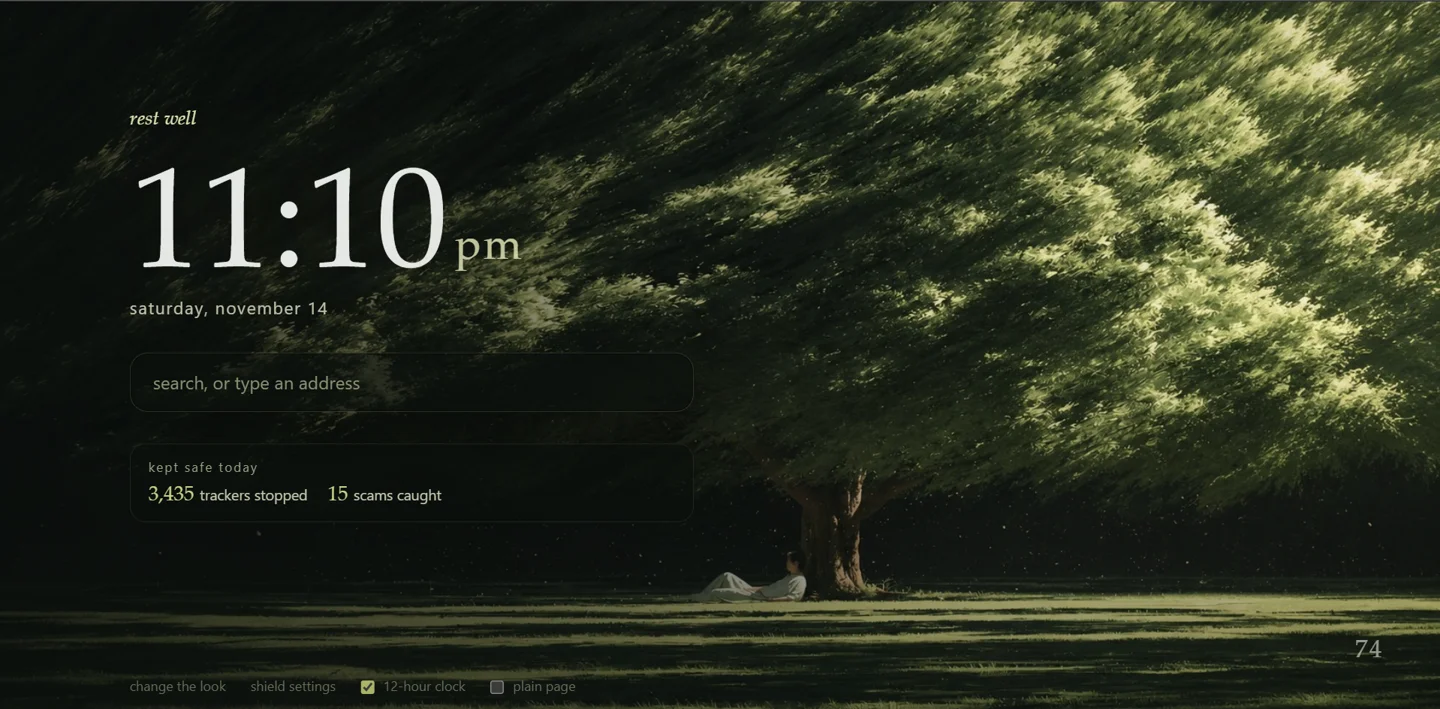 rest well
11:10 pm
saturday, november 14
search, or type an address
kept safe today
3,435 trackers stopped 15 scams caught
74
change the look shield settings 12-hour clock plain page